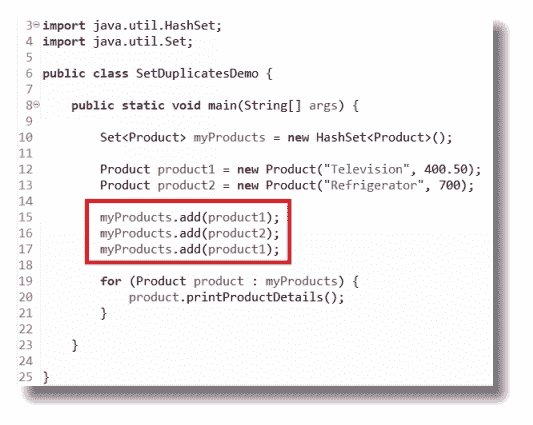 3 import java.util.HashSet;
4 import java.util.Set;
5
6 public class SetDuplicatesDemo {
7
8     public static void main(String[] args) {
9
10         Set<Product> myProducts = new HashSet<Product>();
11
12         Product product1 = new Product("Television", 400.50);
13         Product product2 = new Product("Refrigerator", 700);
14
15         myProducts.add(product1);
16         myProducts.add(product2);
17         myProducts.add(product1);
18
19         for (Product product : myProducts) {
20             product.printProductDetails();
21         }
22
23     }
24
25 }